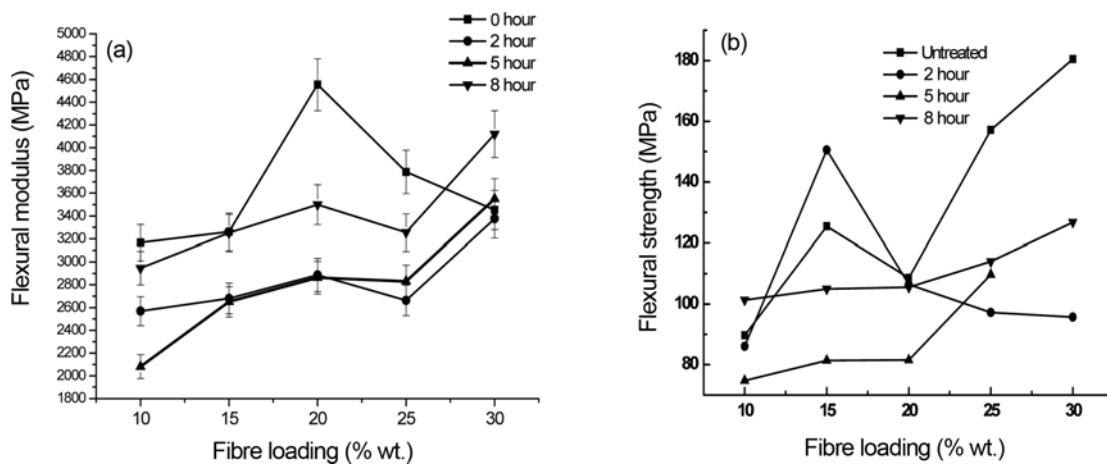 (a)
0 hour
2 hour
5 hour
8 hour
5000
4800
4600
4400
4200
4000
3800
3600
3400
3200
3000
2800
2600
2400
2200
2000
1800
Flexural modulus (MPa)
10 15 20 25 30
Fibre loading (% wt.)
(b)
Untreated
2 hour
5 hour
8 hour
180
160
140
120
100
80
Flexural strength (MPa)
10 15 20 25 30
Fibre loading (% wt.)